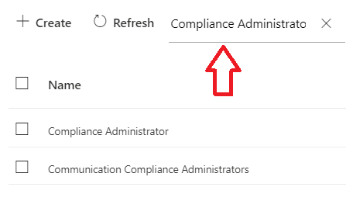 Create Refresh Compliance Administrato
Name
Compliance Administrator
Communication Compliance Administrators